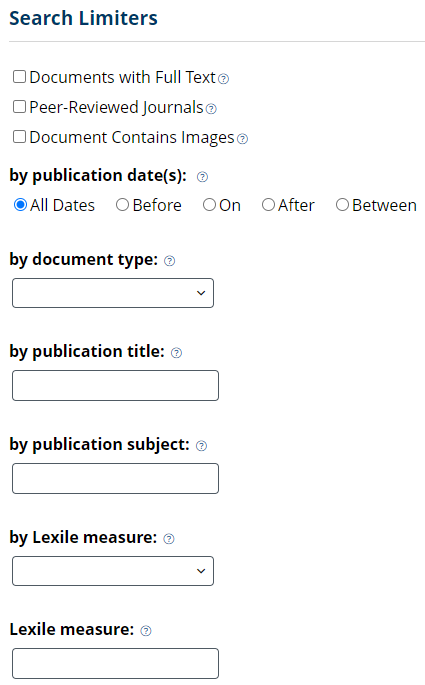 Search Limiters
Documents with Full Text ?
Peer-Reviewed Journals ?
Document Contains Images ?
by publication date(s): ?
All Dates Before On After Between
by document type: ?
by publication title: ?
by publication subject: ?
by Lexile measure: ?
Lexile measure: ?